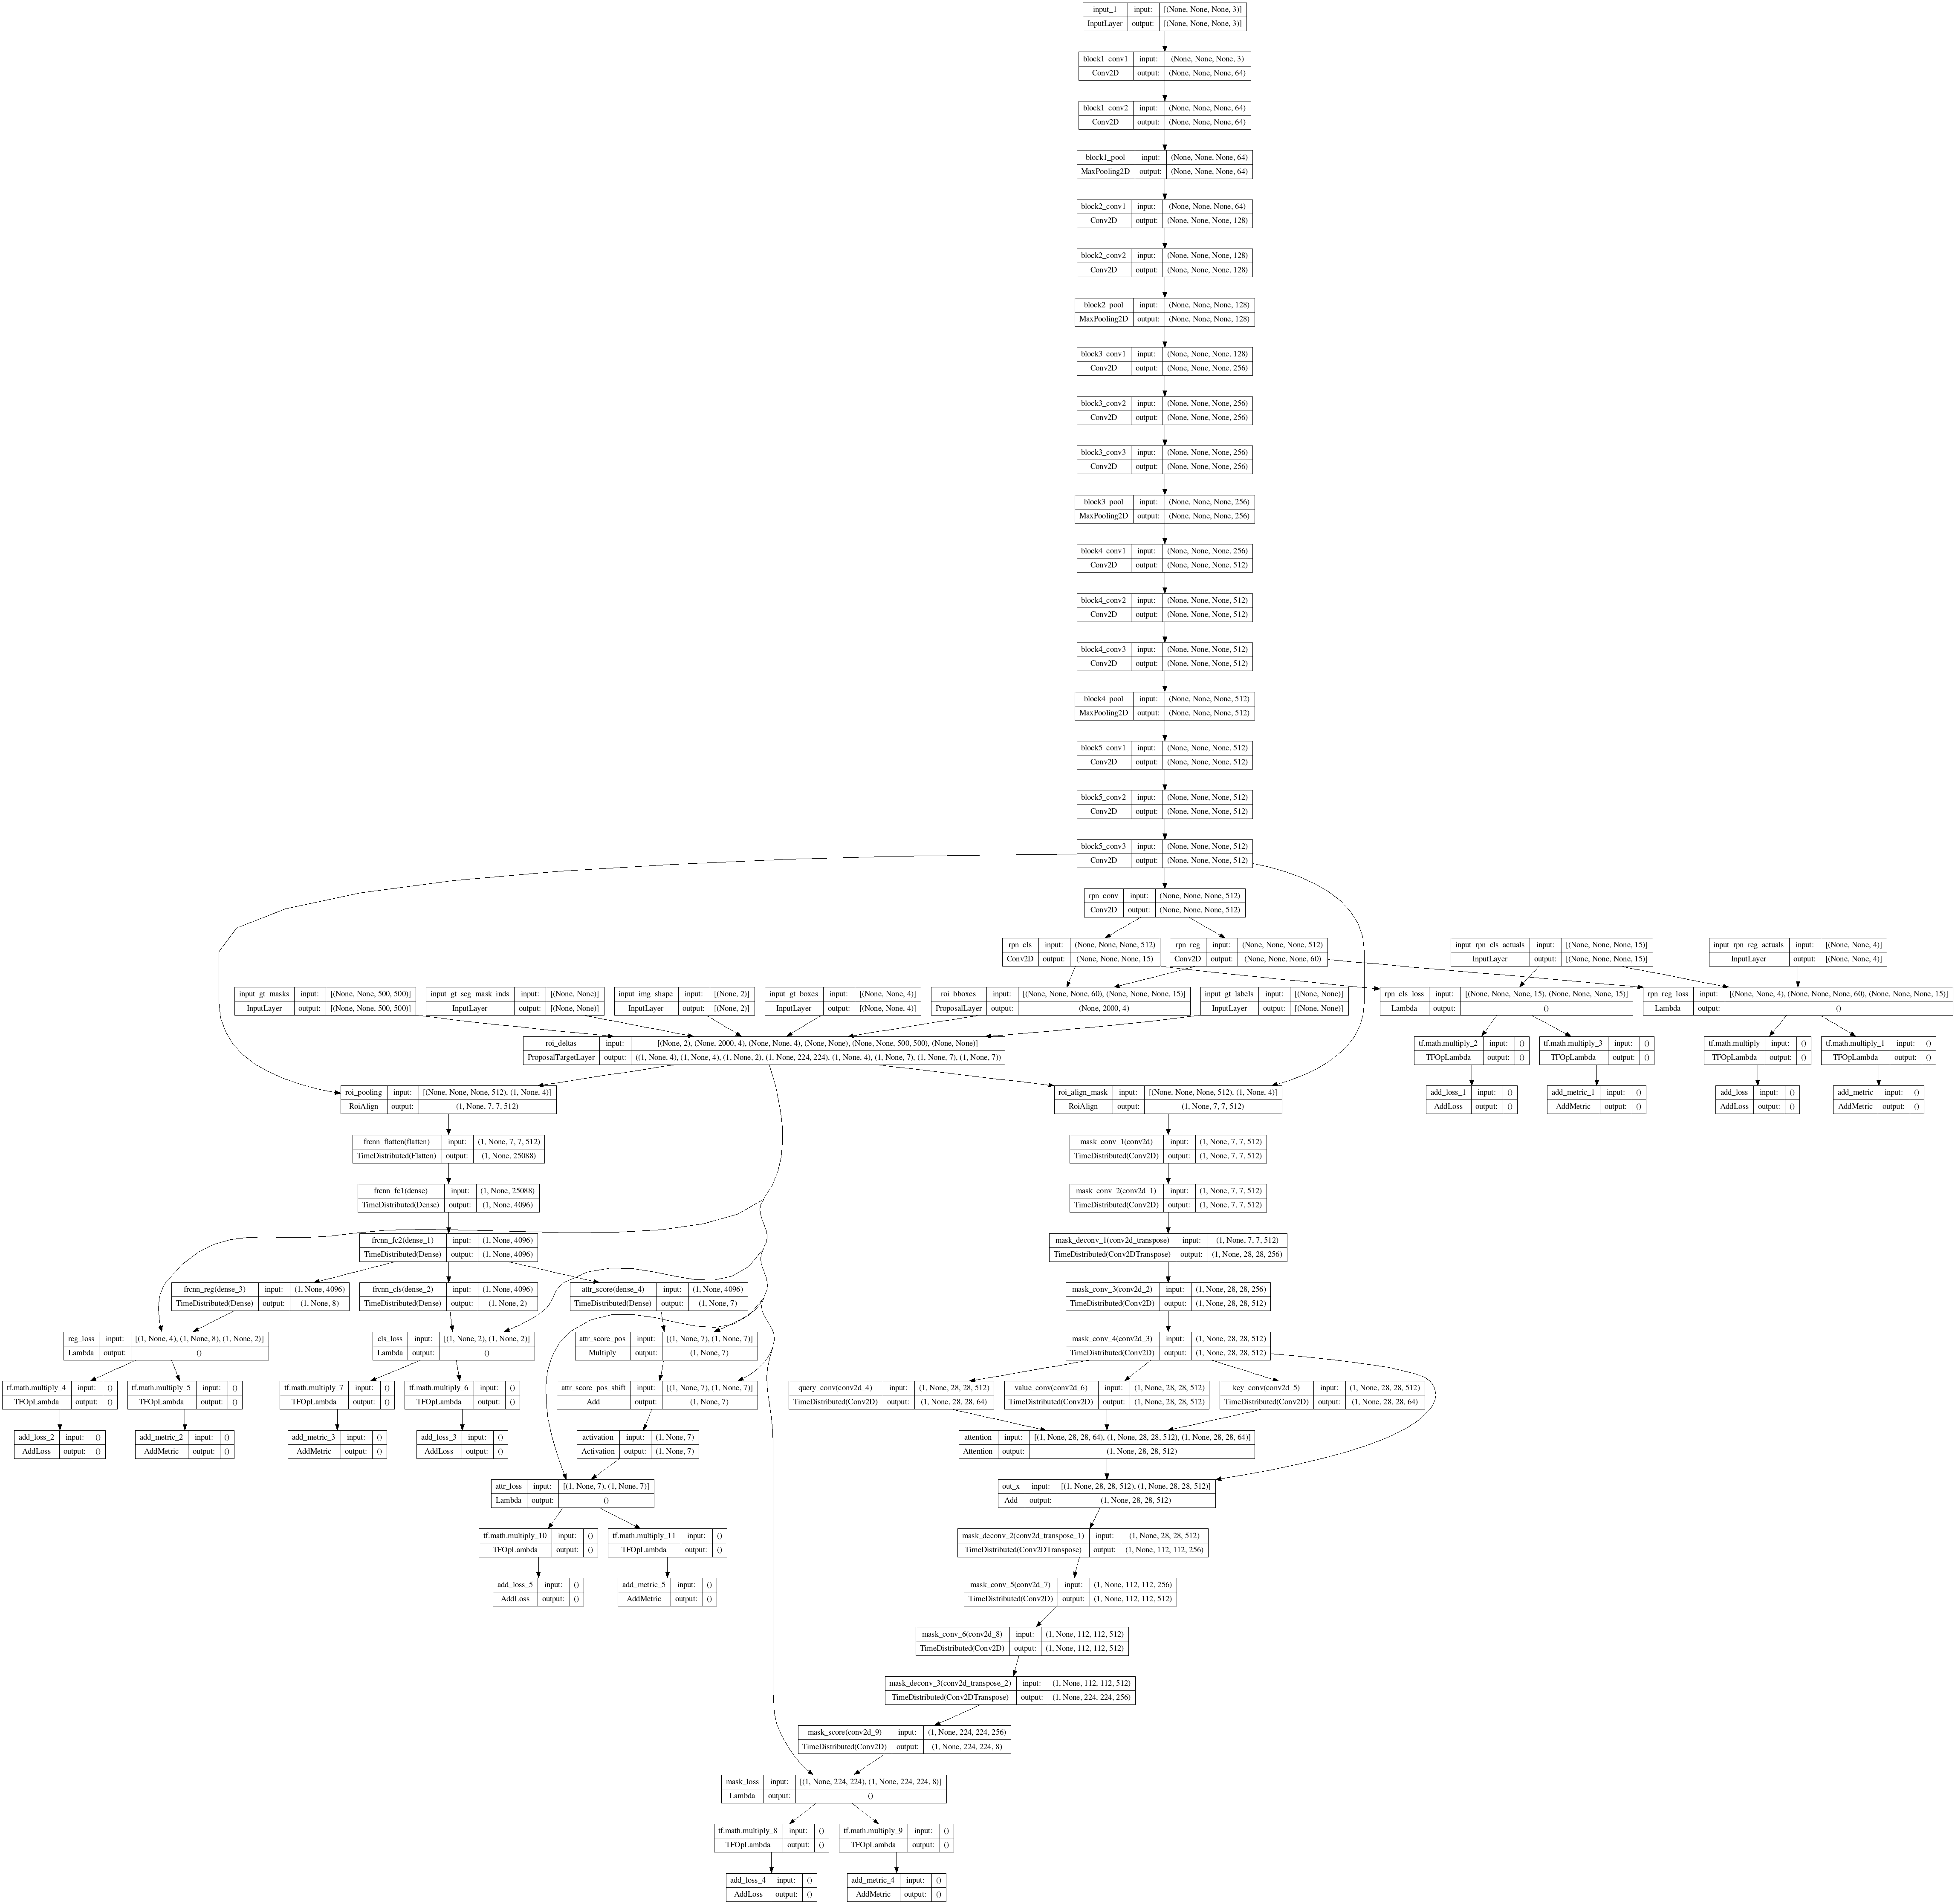 input_1 input: [(None, None, None, 3)]
InputLayer output: [(None, None, None, 3)]
block1_conv1 input: (None, None, None, 3)
Conv2D output: (None, None, None, 64)
block1_conv2 input: (None, None, None, 64)
Conv2D output: (None, None, None, 64)
block1_pool input: (None, None, None, 64)
MaxPooling2D output: (None, None, None, 64)
block2_conv1 input: (None, None, None, 64)
Conv2D output: (None, None, None, 128)
block2_conv2 input: (None, None, None, 128)
Conv2D output: (None, None, None, 128)
block2_pool input: (None, None, None, 128)
MaxPooling2D output: (None, None, None, 128)
block3_conv1 input: (None, None, None, 128)
Conv2D output: (None, None, None, 256)
block3_conv2 input: (None, None, None, 256)
Conv2D output: (None, None, None, 256)
block3_conv3 input: (None, None, None, 256)
Conv2D output: (None, None, None, 256)
block3_pool input: (None, None, None, 256)
MaxPooling2D output: (None, None, None, 256)
block4_conv1 input: (None, None, None, 256)
Conv2D output: (None, None, None, 512)
block4_conv2 input: (None, None, None, 512)
Conv2D output: (None, None, None, 512)
block4_conv3 input: (None, None, None, 512)
Conv2D output: (None, None, None, 512)
block4_pool input: (None, None, None, 512)
MaxPooling2D output: (None, None, None, 512)
block5_conv1 input: (None, None, None, 512)
Conv2D output: (None, None, None, 512)
block5_conv2 input: (None, None, None, 512)
Conv2D output: (None, None, None, 512)
block5_conv3 input: (None, None, None, 512)
Conv2D output: (None, None, None, 512)
rpn_conv input: (None, None, None, 512)
Conv2D output: (None, None, None, 512)
rpn_cls input: (None, None, None, 512)
Conv2D output: (None, None, None, 15)
rpn_reg input: (None, None, None, 512)
Conv2D output: (None, None, None, 60)
input_rpn_cls_actuals input: [(None, None, None, 15)]
InputLayer output: [(None, None, None, 15)]
input_rpn_reg_actuals input: [(None, None, 4)]
InputLayer output: [(None, None, 4)]
input_gt_masks input: [(None, None, 500, 500)]
InputLayer output: [(None, None, 500, 500)]
input_gt_seg_mask_inds input: [(None, None)]
InputLayer output: [(None, None)]
input_img_shape input: [(None, 2)]
InputLayer output: [(None, 2)]
input_gt_boxes input: [(None, None, 4)]
InputLayer output: [(None, None, 4)]
roi_bboxes input: [(None, None, None, 60), (None, None, None, 15)]
ProposalLayer output: (None, 2000, 4)
input_gt_labels input: [(None, None)]
InputLayer output: [(None, None)]
rpn_cls_loss input: [(None, None, None, 15), (None, None, None, 15)]
Lambda output: ()
rpn_reg_loss input: [(None, None, 4), (None, None, None, 60), (None, None, None, 15)]
Lambda output: ()
roi_deltas input: [(None, 2), (None, 2000, 4), (None, None, 4), (None, None), (None, None, 500, 500), (None, None)]
ProposalTargetLayer output: ((1, None, 4), (1, None, 4), (1, None, 2), (1, None, 224, 224), (1, None, 4), (1, None, 7), (1, None, 7), (1, None, 7))
tf.math.multiply_2 input: ()
TFOpLambda output: ()
tf.math.multiply_3 input: ()
TFOpLambda output: ()
tf.math.multiply input: ()
TFOpLambda output: ()
tf.math.multiply_1 input: ()
TFOpLambda output: ()
roi_pooling input: [(None, None, None, 512), (1, None, 4)]
RoiAlign output: (1, None, 7, 7, 512)
roi_align_mask input: [(None, None, None, 512), (1, None, 4)]
RoiAlign output: (1, None, 7, 7, 512)
add_loss_1 input: ()
AddLoss output: ()
add_metric_1 input: ()
AddMetric output: ()
add_loss input: ()
AddLoss output: ()
add_metric input: ()
AddMetric output: ()
frcnn_flatten(flatten) input: (1, None, 7, 7, 512)
TimeDistributed(Flatten) output: (1, None, 25088)
mask_conv_1(conv2d) input: (1, None, 7, 7, 512)
TimeDistributed(Conv2D) output: (1, None, 7, 7, 512)
frcnn_fc1(dense) input: (1, None, 25088)
TimeDistributed(Dense) output: (1, None, 4096)
mask_conv_2(conv2d_1) input: (1, None, 7, 7, 512)
TimeDistributed(Conv2D) output: (1, None, 7, 7, 512)
frcnn_fc2(dense_1) input: (1, None, 4096)
TimeDistributed(Dense) output: (1, None, 4096)
mask_deconv_1(conv2d_transpose) input: (1, None, 7, 7, 512)
TimeDistributed(Conv2DTranspose) output: (1, None, 28, 28, 256)
frcnn_reg(dense_3) input: (1, None, 4096)
TimeDistributed(Dense) output: (1, None, 8)
frcnn_cls(dense_2) input: (1, None, 4096)
TimeDistributed(Dense) output: (1, None, 2)
attr_score(dense_4) input: (1, None, 4096)
TimeDistributed(Dense) output: (1, None, 7)
mask_conv_3(conv2d_2) input: (1, None, 28, 28, 256)
TimeDistributed(Conv2D) output: (1, None, 28, 28, 512)
reg_loss input: [(1, None, 4), (1, None, 8), (1, None, 2)]
Lambda output: ()
cls_loss input: [(1, None, 2), (1, None, 2)]
Lambda output: ()
attr_score_pos input: [(1, None, 7), (1, None, 7)]
Multiply output: (1, None, 7)
mask_conv_4(conv2d_3) input: (1, None, 28, 28, 512)
TimeDistributed(Conv2D) output: (1, None, 28, 28, 512)
tf.math.multiply_4 input: ()
TFOpLambda output: ()
tf.math.multiply_5 input: ()
TFOpLambda output: ()
tf.math.multiply_7 input: ()
TFOpLambda output: ()
tf.math.multiply_6 input: ()
TFOpLambda output: ()
attr_score_pos_shift input: [(1, None, 7), (1, None, 7)]
Add output: (1, None, 7)
query_conv(conv2d_4) input: (1, None, 28, 28, 512)
TimeDistributed(Conv2D) output: (1, None, 28, 28, 64)
value_conv(conv2d_6) input: (1, None, 28, 28, 512)
TimeDistributed(Conv2D) output: (1, None, 28, 28, 512)
key_conv(conv2d_5) input: (1, None, 28, 28, 512)
TimeDistributed(Conv2D) output: (1, None, 28, 28, 64)
add_loss_2 input: ()
AddLoss output: ()
add_metric_2 input: ()
AddMetric output: ()
add_metric_3 input: ()
AddMetric output: ()
add_loss_3 input: ()
AddLoss output: ()
activation input: (1, None, 7)
Activation output: (1, None, 7)
attention input: [(1, None, 28, 28, 64), (1, None, 28, 28, 512), (1, None, 28, 28, 64)]
Attention output: (1, None, 28, 28, 512)
attr_loss input: [(1, None, 7), (1, None, 7)]
Lambda output: ()
out_x input: [(1, None, 28, 28, 512), (1, None, 28, 28, 512)]
Add output: (1, None, 28, 28, 512)
tf.math.multiply_10 input: ()
TFOpLambda output: ()
tf.math.multiply_11 input: ()
TFOpLambda output: ()
mask_deconv_2(conv2d_transpose_1) input: (1, None, 28, 28, 512)
TimeDistributed(Conv2DTranspose) output: (1, None, 112, 112, 256)
add_loss_5 input: ()
AddLoss output: ()
add_metric_5 input: ()
AddMetric output: ()
mask_conv_5(conv2d_7) input: (1, None, 112, 112, 256)
TimeDistributed(Conv2D) output: (1, None, 112, 112, 512)
mask_conv_6(conv2d_8) input: (1, None, 112, 112, 512)
TimeDistributed(Conv2D) output: (1, None, 112, 112, 512)
mask_deconv_3(conv2d_transpose_2) input: (1, None, 112, 112, 512)
TimeDistributed(Conv2DTranspose) output: (1, None, 224, 224, 256)
mask_score(conv2d_9) input: (1, None, 224, 224, 256)
TimeDistributed(Conv2D) output: (1, None, 224, 224, 8)
mask_loss input: [(1, None, 224, 224), (1, None, 224, 224, 8)]
Lambda output: ()
tf.math.multiply_8 input: ()
TFOpLambda output: ()
tf.math.multiply_9 input: ()
TFOpLambda output: ()
add_loss_4 input: ()
AddLoss output: ()
add_metric_4 input: ()
AddMetric output: ()